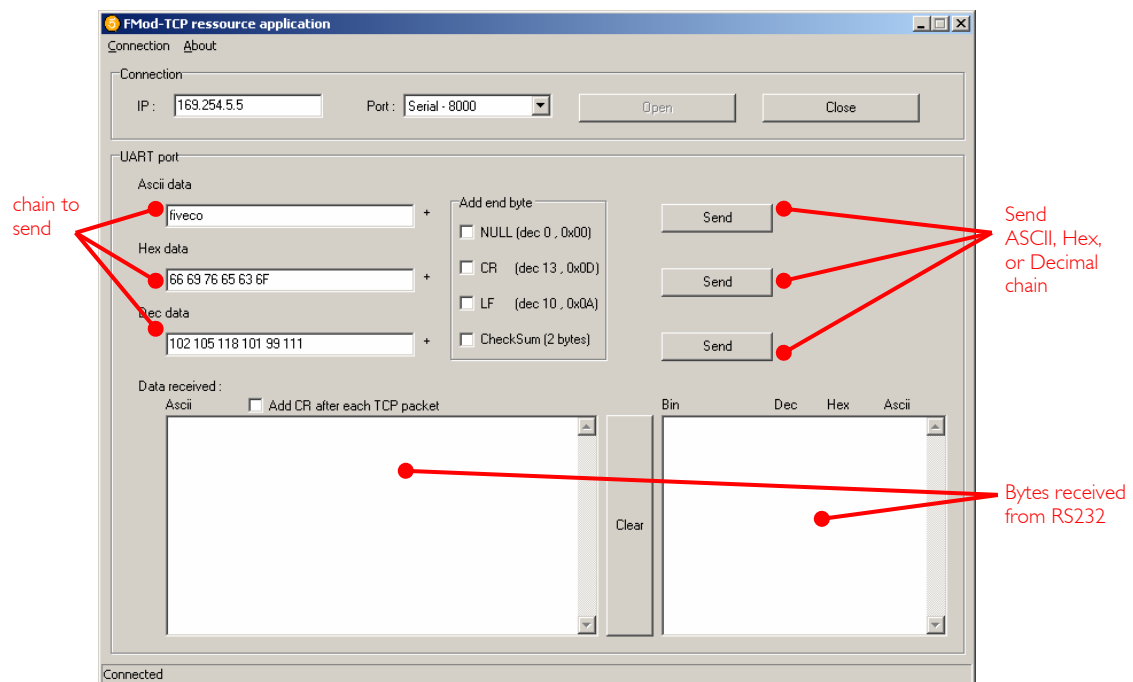 FMod-TCP ressource application
Connection About
Connection
IP : 169.254.5.5 Port : Serial - 8000 Open Close
UART port
Ascii data
chain to
send
fiveco + Add end byte Send
NULL (dec 0 , 0x00)
Send
ASCII, Hex,
or Decimal
chain
Hex data
CR (dec 13 , 0x0D)
66 69 76 65 63 6F + Send
LF (dec 10 , 0x0A)
Dec data
102 105 118 101 99 111 + CheckSum (2 bytes) Send
Data received :
Ascii Add CR after each TCP packet Bin Dec Hex Ascii
Bytes received
from RS232
Clear
Connected